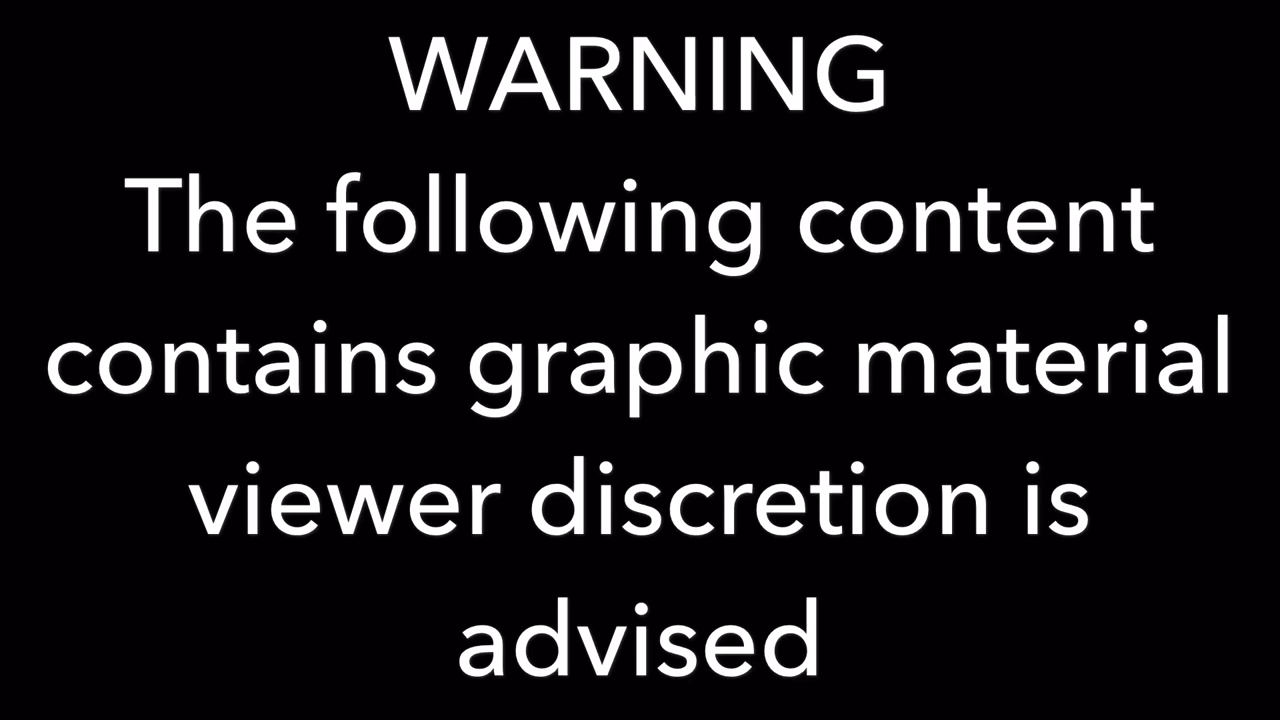 WARNING
The following content
contains graphic material
viewer discretion is
advised